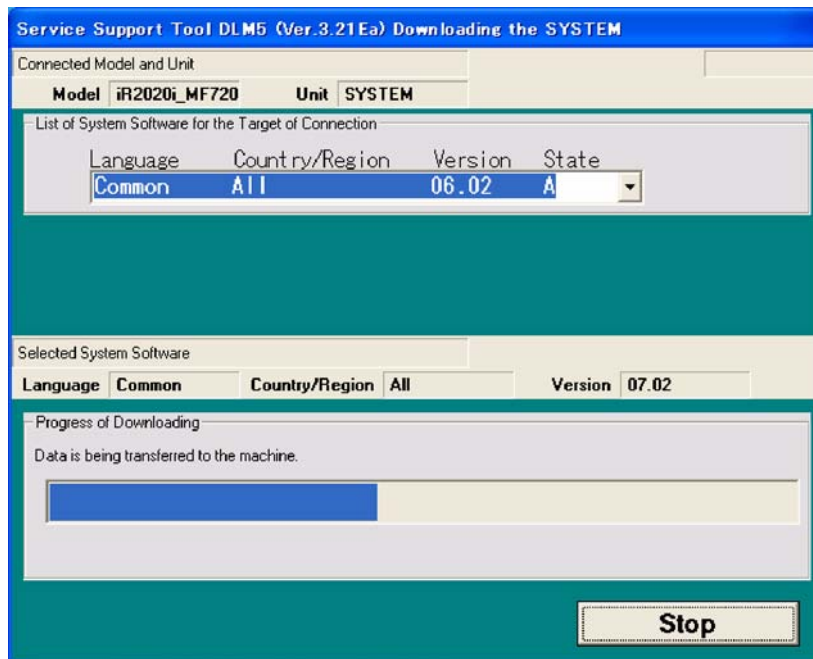 Service Support Tool DLM5 (Ver.3.21Ea) Downloading the SYSTEM
Connected Model and Unit
Model iR2020i_MF720 Unit SYSTEM
List of System Software for the Target of Connection
Language Country/Region Version State
Common All 06.02 A
Selected System Software
Language Common Country/Region All Version 07.02
Progress of Downloading
Data is being transferred to the machine.
Stop